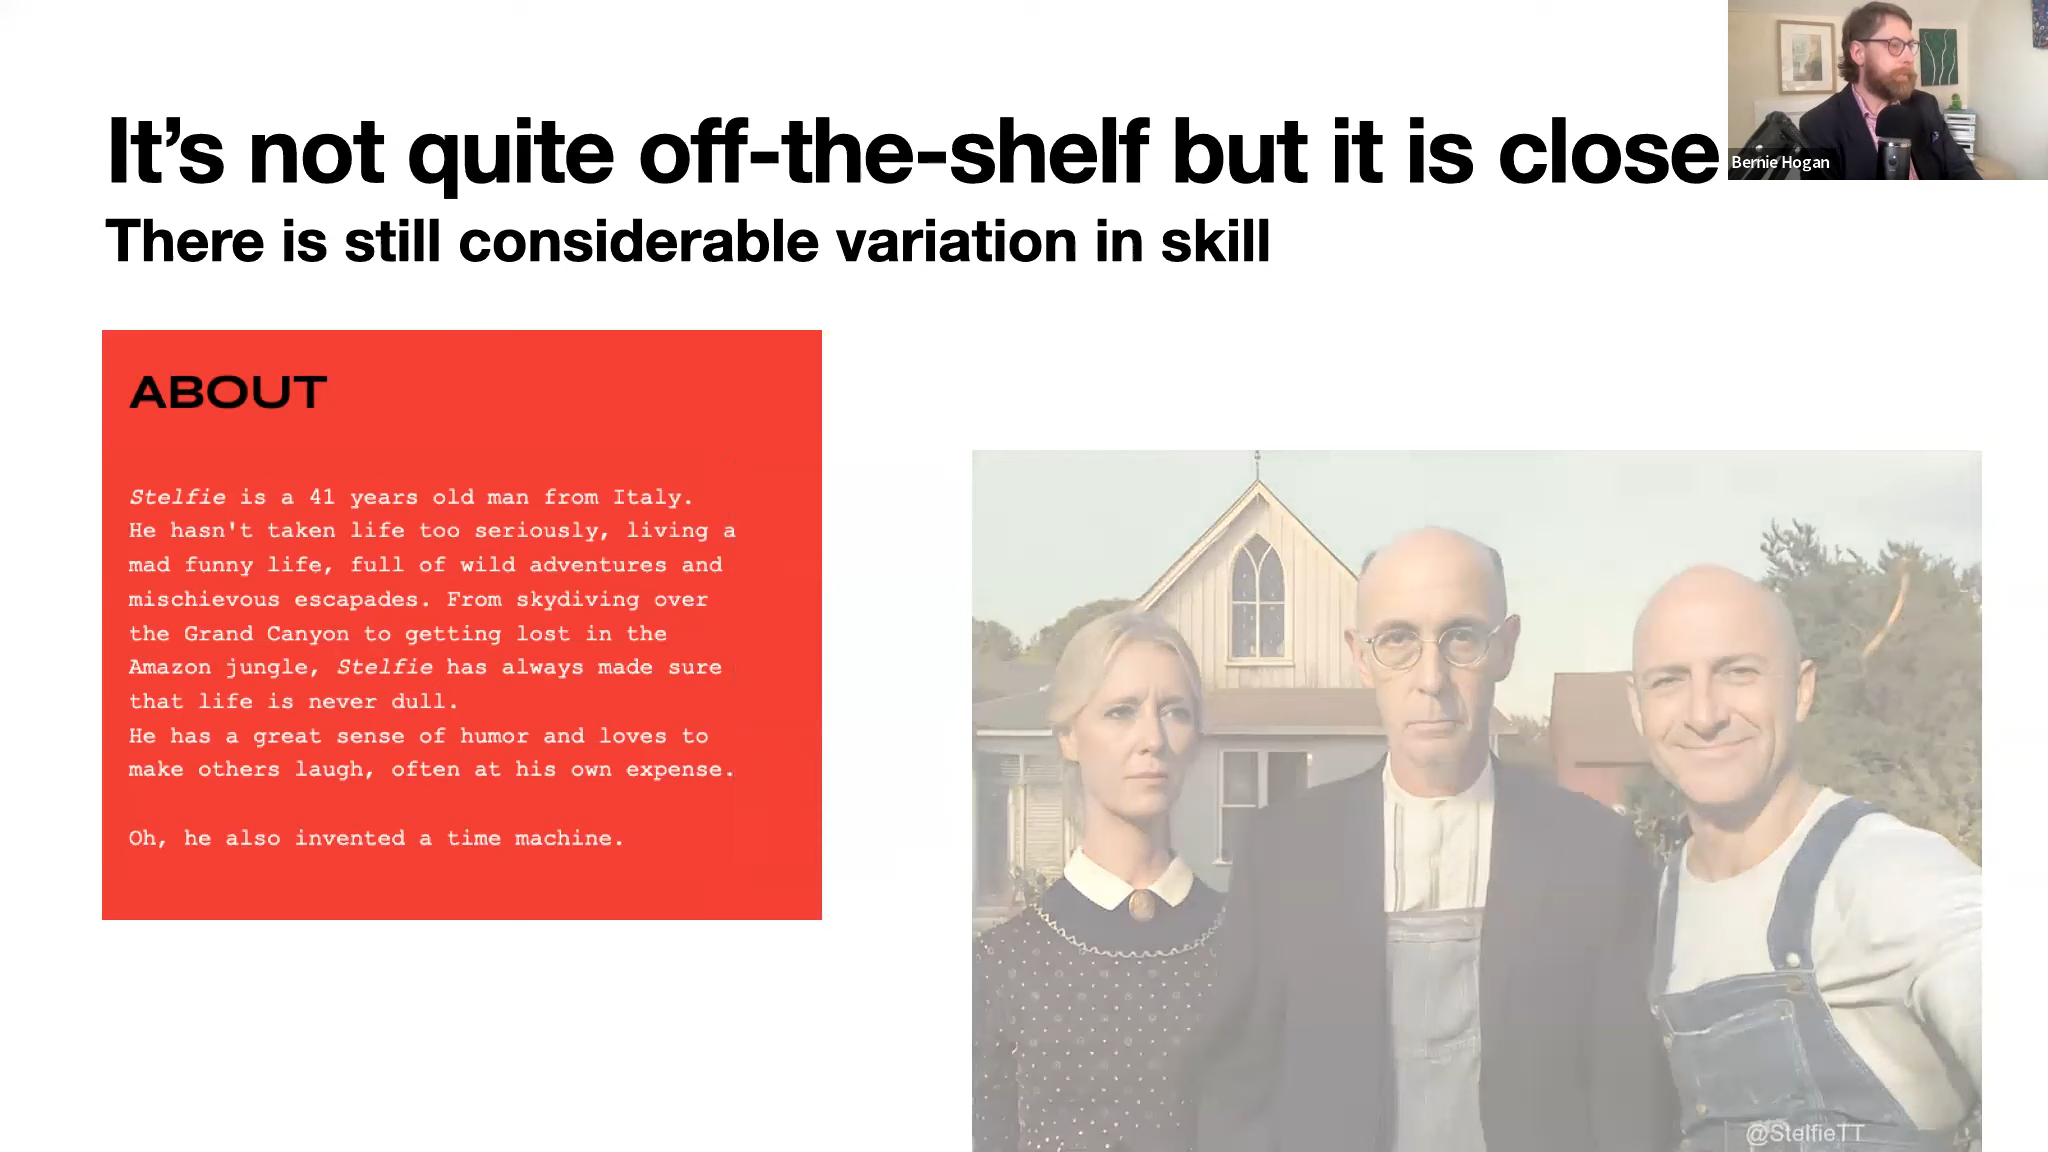 It's not quite off-the-shelf but it is close
There is still considerable variation in skill
Bernie Hogan
ABOUT
Stelfie is a 41 years old man from Italy.
He hasn't taken life too seriously, living a
mad funny life, full of wild adventures and
mischievous escapades. From skydiving over
the Grand Canyon to getting lost in the
Amazon jungle, Stelfie has always made sure
that life is never dull.
He has a great sense of humor and loves to
make others laugh, often at his own expense.
Oh, he also invented a time machine.
@StelfieTT